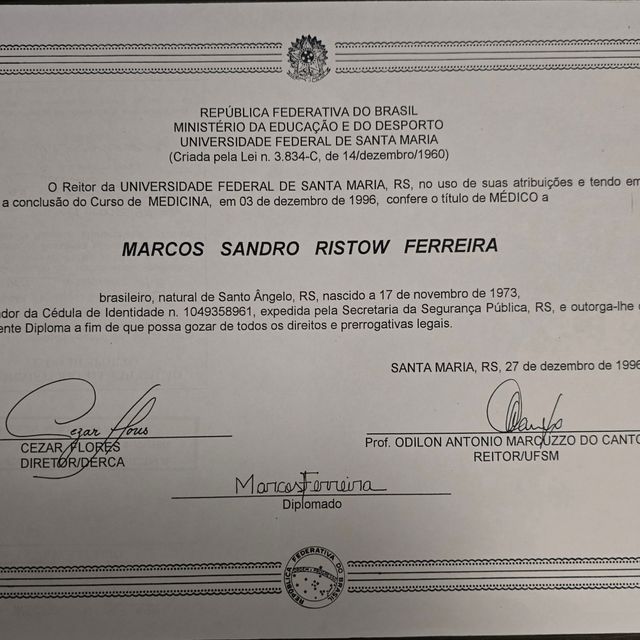 REPÚBLICA FEDERATIVA DO BRASIL
MINISTÉRIO DA EDUCAÇÃO E DO DESPORTO
UNIVERSIDADE FEDERAL DE SANTA MARIA
(Criada pela Lei n. 3.834-C, de 14/dezembro/1960)
O Reitor da UNIVERSIDADE FEDERAL DE SANTA MARIA, RS, no uso de suas atribuições e tendo em
a conclusão do Curso de MEDICINA, em 03 de dezembro de 1996, confere o título de MÉDICO a
MARCOS SANDRO RISTOW FERREIRA
brasileiro, natural de Santo Ângelo, RS, nascido a 17 de novembro de 1973,
ador da Cédula de Identidade n. 1049358961, expedida pela Secretaria da Segurança Pública, RS, e outorga-lhe o
ente Diploma a fim de que possa gozar de todos os direitos e prerrogativas legais.
SANTA MARIA, RS, 27 de dezembro de 1996
Cezar Flores
CEZAR FLORES
DIRETOR/DERCA
Prof. ODILON ANTONIO MARCUZZO DO CANTO
REITOR/UFSM
Marcos Ferreira
Diplomado
REPÚBLICA FEDERATIVA DO BRASIL